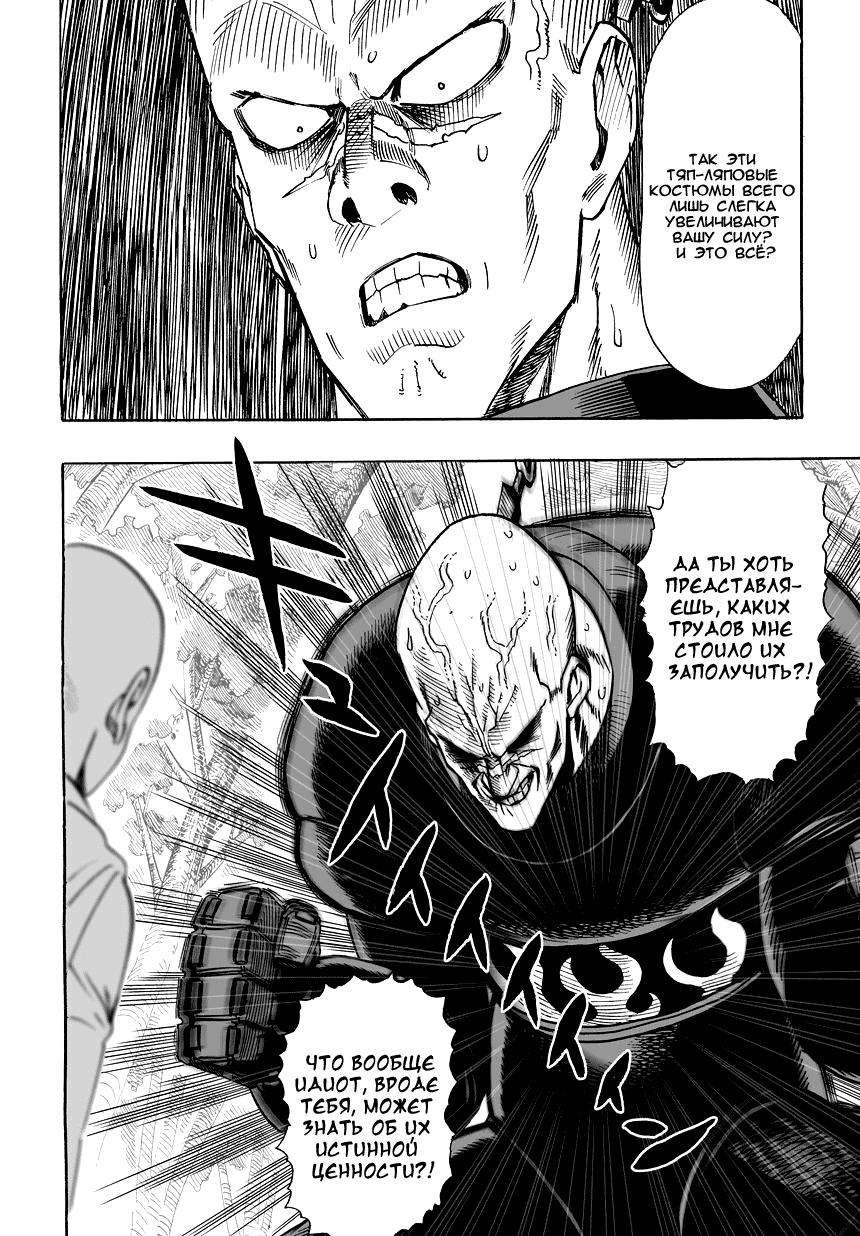 ТАК ЭТИ
ТЯП-ЛЯПОВЫЕ
КОСТЮМЫ ВСЕГО
ЛИШЬ СЛЕГКА
УВЕЛИЧИВАЮТ
ВАШУ СИЛУ?
И ЭТО ВСЁ?
ДА ТЫ ХОТЬ
ПРЕДСТАВЛЯ-
ЕШЬ, КАКИХ
ТРУДОВ МНЕ
СТОИЛО ИХ
ЗАПОЛУЧИТЬ?!
ЧТО ВООБЩЕ
ИДИОТ, ВРОДЕ
ТЕБЯ, МОЖЕТ
ЗНАТЬ ОБ ИХ
ИСТИННОЙ
ЦЕННОСТИ?!